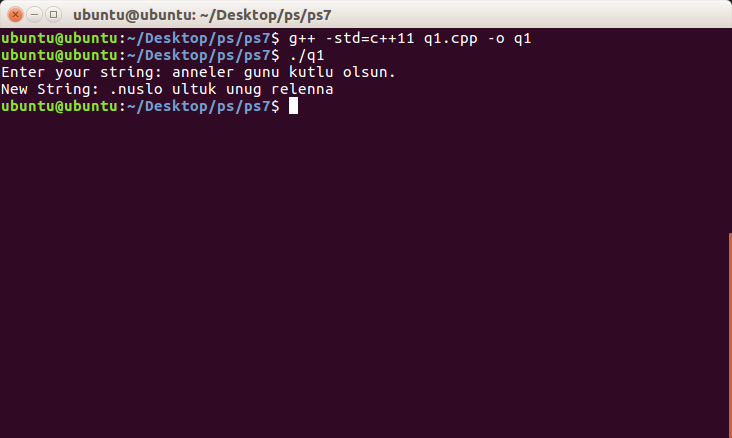 ubuntu@ubuntu: ~/Desktop/ps/ps7
ubuntu@ubuntu:~/Desktop/ps/ps7$ g++ -std=c++11 q1.cpp -o q1
ubuntu@ubuntu:~/Desktop/ps/ps7$ ./q1
Enter your string: anneler gunu kutlu olsun.
New String: .nuslo ultuk unug relenna
ubuntu@ubuntu:~/Desktop/ps/ps7$